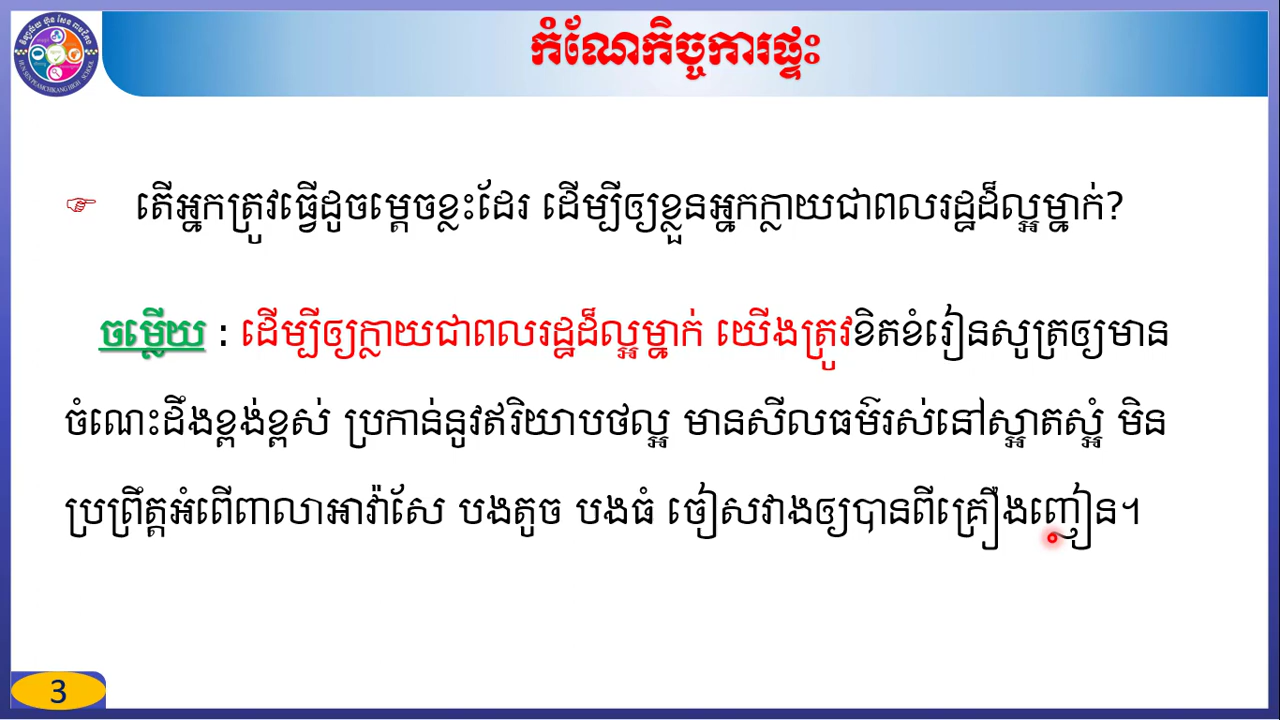 កំណែកិច្ចការផ្ទះ
តើអ្នកត្រូវធ្វើដូចម្ដេចខ្លះដែរ ដើម្បីឲ្យខ្លួនអ្នកក្លាយជាពលរដ្ឋដ៏ល្អម្នាក់?
ចម្លើយ : ដើម្បីឲ្យក្លាយជាពលរដ្ឋដ៏ល្អម្នាក់ យើងត្រូវខិតខំរៀនសូត្រឲ្យមាន
ចំណេះដឹងខ្ពង់ខ្ពស់ ប្រកាន់នូវឥរិយាបថល្អ មានសីលធម៌រស់នៅស្អាតស្អំ មិន
ប្រព្រឹត្តអំពើពាលាអាវ៉ាសែ បងតូច បងធំ ចៀសវាងឲ្យបានពីគ្រឿងញៀន។
3